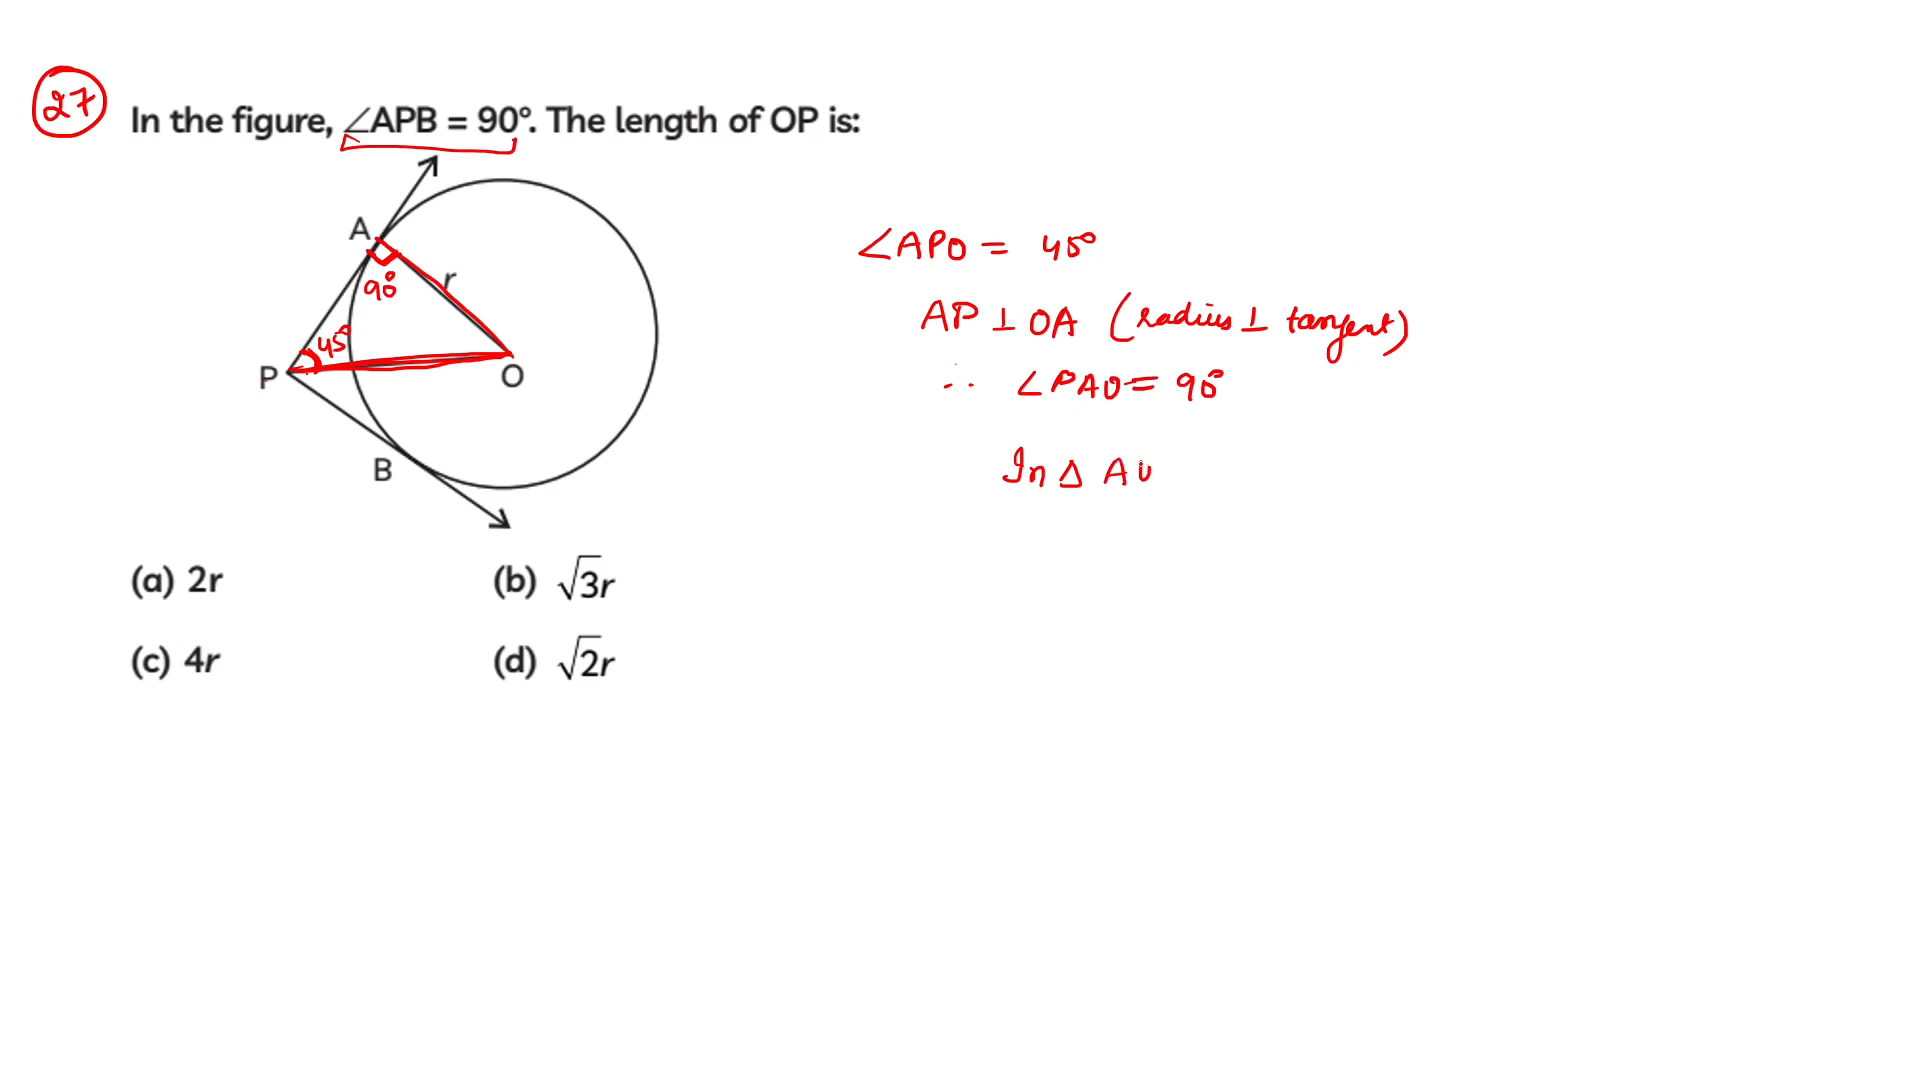 27
In the figure, ∠APB = 90°. The length of OP is:
A
r
90°
45°
P
O
B
∠APO = 45°
AP ⊥ OA (radius ⊥ tangent)
∴ ∠PAO = 90°
In Δ A
(a) 2r (b) √3r
(c) 4r (d) √2r